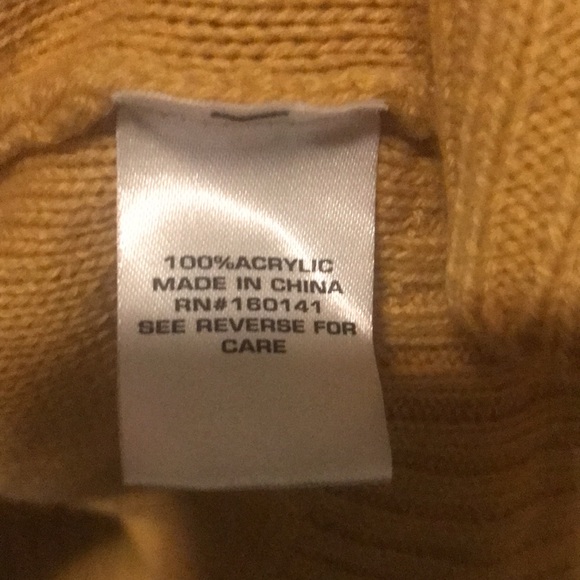 100%ACRYLIC
MADE IN CHINA
RN#160141
SEE REVERSE FOR
CARE